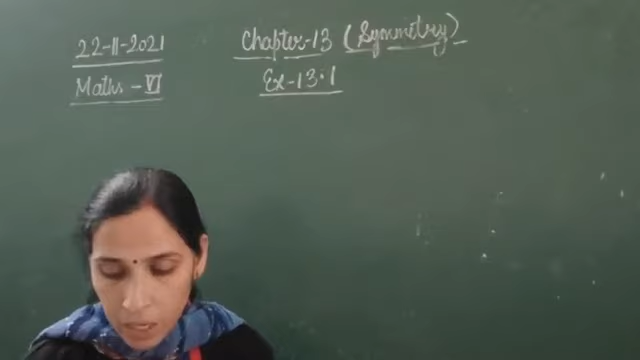 22-11-2021
Chapter-13 (Symmetry)
Maths - VI
Ex-13.1